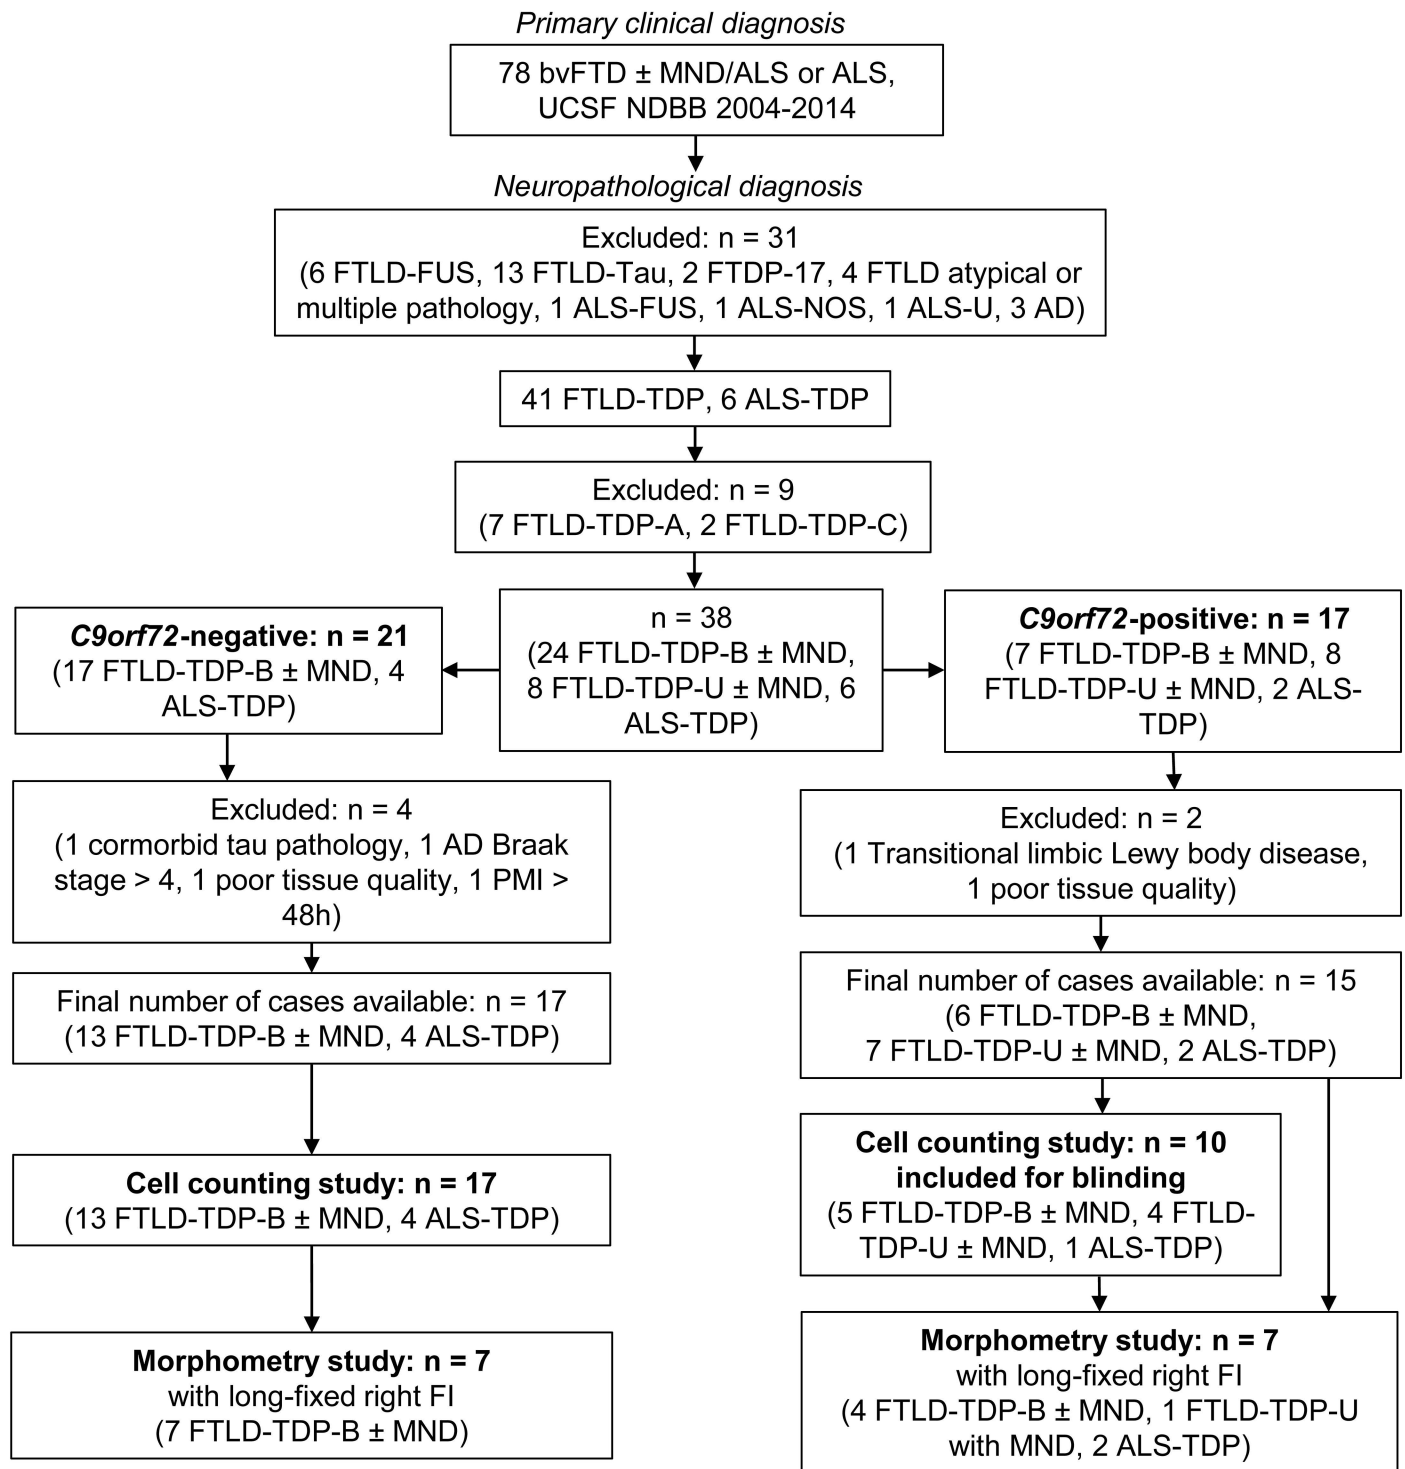 Primary clinical diagnosis
78 bvFTD ± MND/ALS or ALS,
UCSF NDBB 2004-2014
Neuropathological diagnosis
Excluded: n = 31
(6 FTLD-FUS, 13 FTLD-Tau, 2 FTDP-17, 4 FTLD atypical or
multiple pathology, 1 ALS-FUS, 1 ALS-NOS, 1 ALS-U, 3 AD)
41 FTLD-TDP, 6 ALS-TDP
Excluded: n = 9
(7 FTLD-TDP-A, 2 FTLD-TDP-C)
n = 38
(24 FTLD-TDP-B ± MND,
8 FTLD-TDP-U ± MND, 6
ALS-TDP)
C9orf72-negative: n = 21
(17 FTLD-TDP-B ± MND, 4
ALS-TDP)
Excluded: n = 4
(1 cormorbid tau pathology, 1 AD Braak
stage > 4, 1 poor tissue quality, 1 PMI >
48h)
Final number of cases available: n = 17
(13 FTLD-TDP-B ± MND, 4 ALS-TDP)
Cell counting study: n = 17
(13 FTLD-TDP-B ± MND, 4 ALS-TDP)
Morphometry study: n = 7
with long-fixed right FI
(7 FTLD-TDP-B ± MND)
C9orf72-positive: n = 17
(7 FTLD-TDP-B ± MND, 8
FTLD-TDP-U ± MND, 2 ALS-
TDP)
Excluded: n = 2
(1 Transitional limbic Lewy body disease,
1 poor tissue quality)
Final number of cases available: n = 15
(6 FTLD-TDP-B ± MND,
7 FTLD-TDP-U ± MND, 2 ALS-TDP)
Cell counting study: n = 10
included for blinding
(5 FTLD-TDP-B ± MND, 4 FTLD-
TDP-U ± MND, 1 ALS-TDP)
Morphometry study: n = 7
with long-fixed right FI
(4 FTLD-TDP-B ± MND, 1 FTLD-TDP-U
with MND, 2 ALS-TDP)